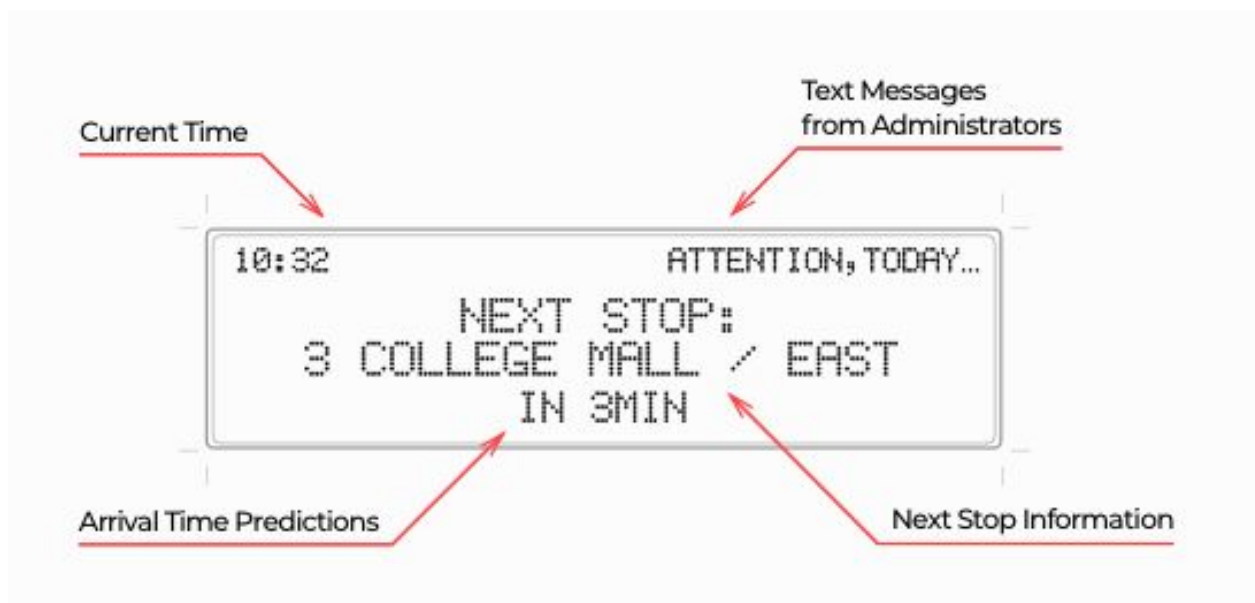 Text Messages
from Administrators
Current Time
10:32 ATTENTION,TODAY...
NEXT STOP:
3 COLLEGE MALL / EAST
IN 3MIN
Arrival Time Predictions
Next Stop Information